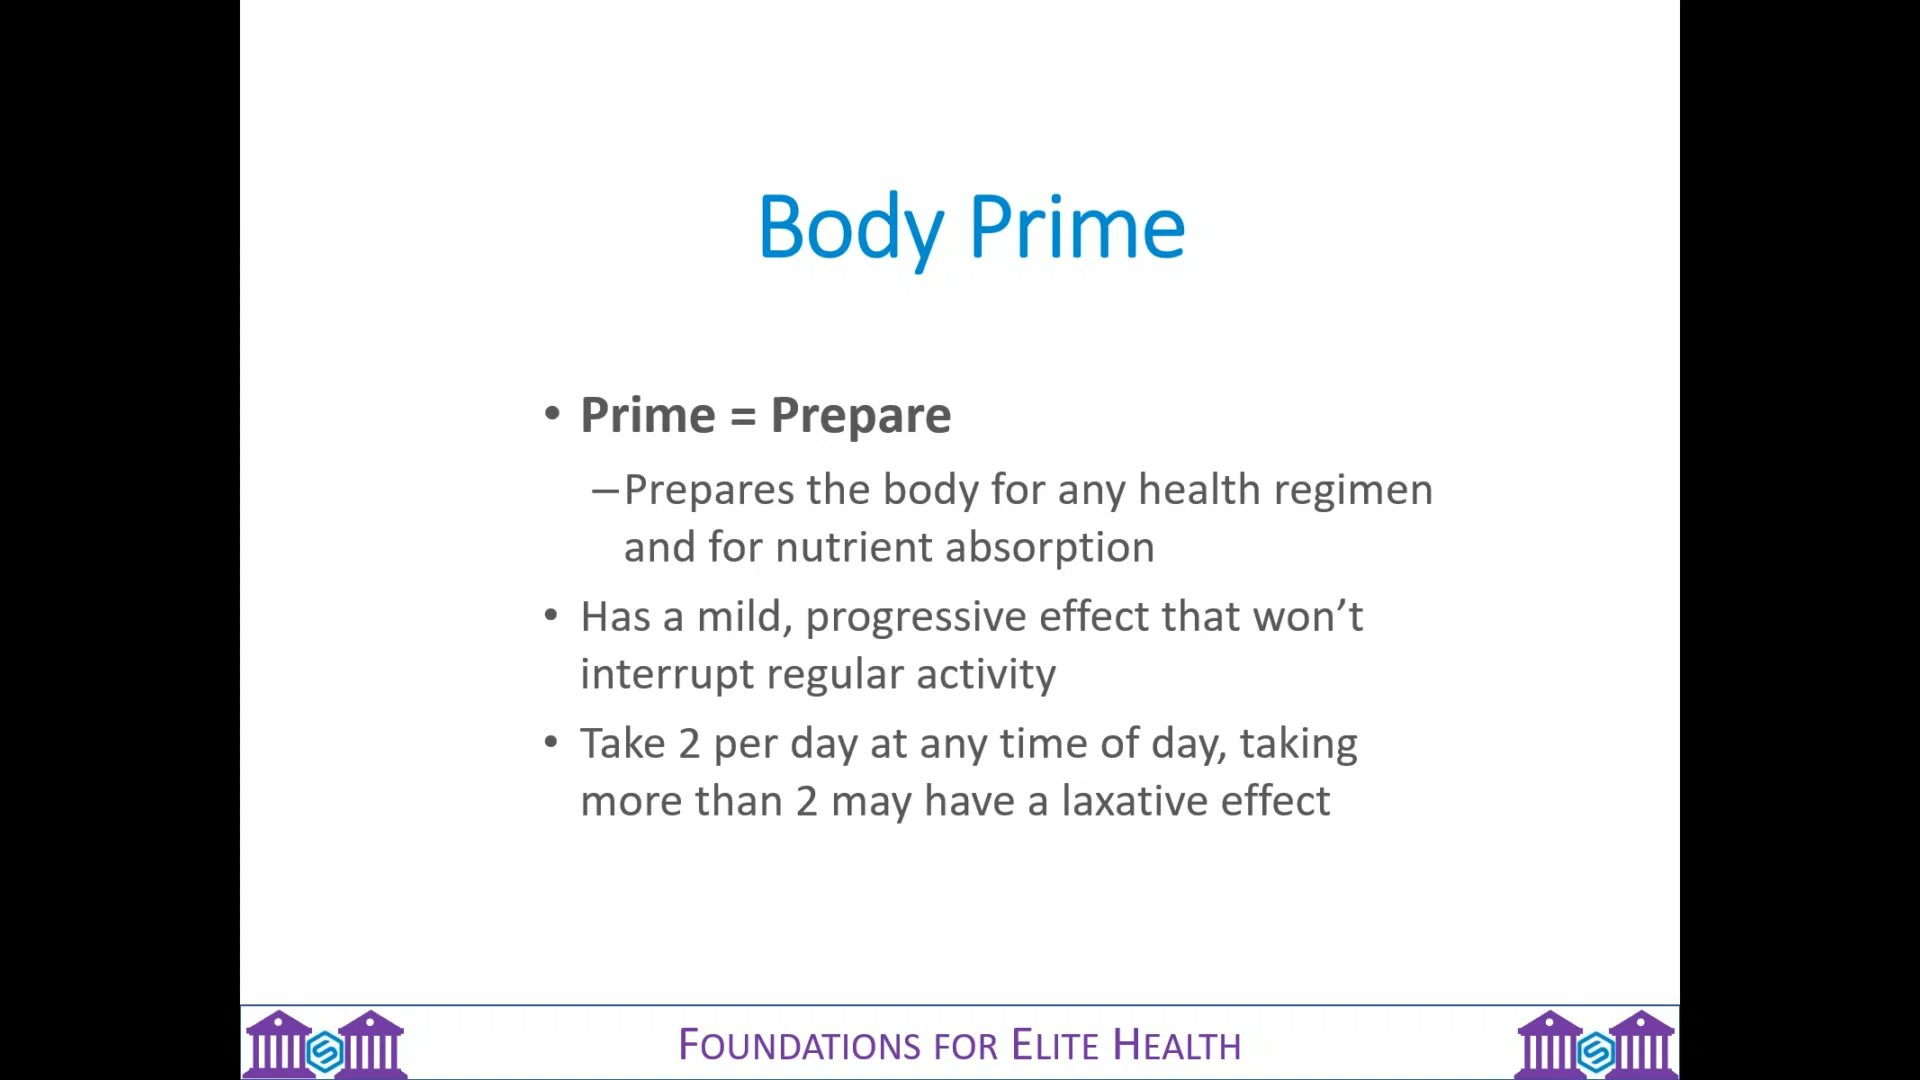 Body Prime
• Prime = Prepare
–Prepares the body for any health regimen
and for nutrient absorption
• Has a mild, progressive effect that won’t
interrupt regular activity
• Take 2 per day at any time of day, taking
more than 2 may have a laxative effect
FOUNDATIONS FOR ELITE HEALTH